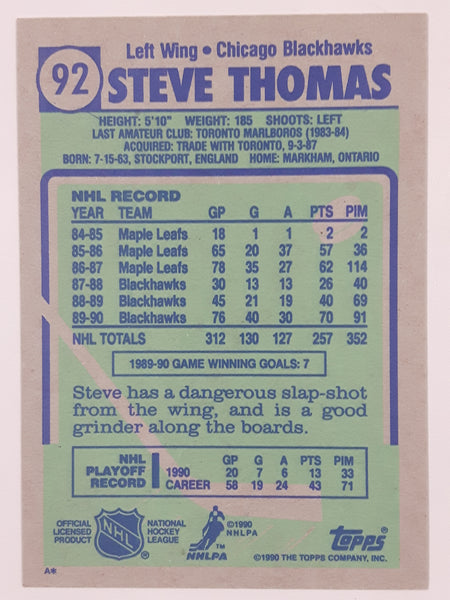 92
Left Wing • Chicago Blackhawks
STEVE THOMAS
HEIGHT: 5'10" WEIGHT: 185 SHOOTS: LEFT
LAST AMATEUR CLUB: TORONTO MARLBOROS (1983-84)
ACQUIRED: TRADE WITH TORONTO, 9-3-87
BORN: 7-15-63, STOCKPORT, ENGLAND HOME: MARKHAM, ONTARIO
NHL RECORD
YEAR TEAM GP G A PTS PIM
84-85 Maple Leafs 18 1 1 2 2
85-86 Maple Leafs 65 20 37 57 36
86-87 Maple Leafs 78 35 27 62 114
87-88 Blackhawks 30 13 13 26 40
88-89 Blackhawks 45 21 19 40 69
89-90 Blackhawks 76 40 30 70 91
NHL TOTALS 312 130 127 257 352
1989-90 GAME WINNING GOALS: 7
Steve has a dangerous slap-shot
from the wing, and is a good
grinder along the boards.
NHL PLAYOFF RECORD
GP G A PTS PIM
1990 20 7 6 13 33
CAREER 58 19 24 43 71
OFFICIAL LICENSED PRODUCT
NHL
NATIONAL HOCKEY LEAGUE
©1990 NHLPA
TM
NHLPA
Topps
©1990 THE TOPPS COMPANY, INC.
A*